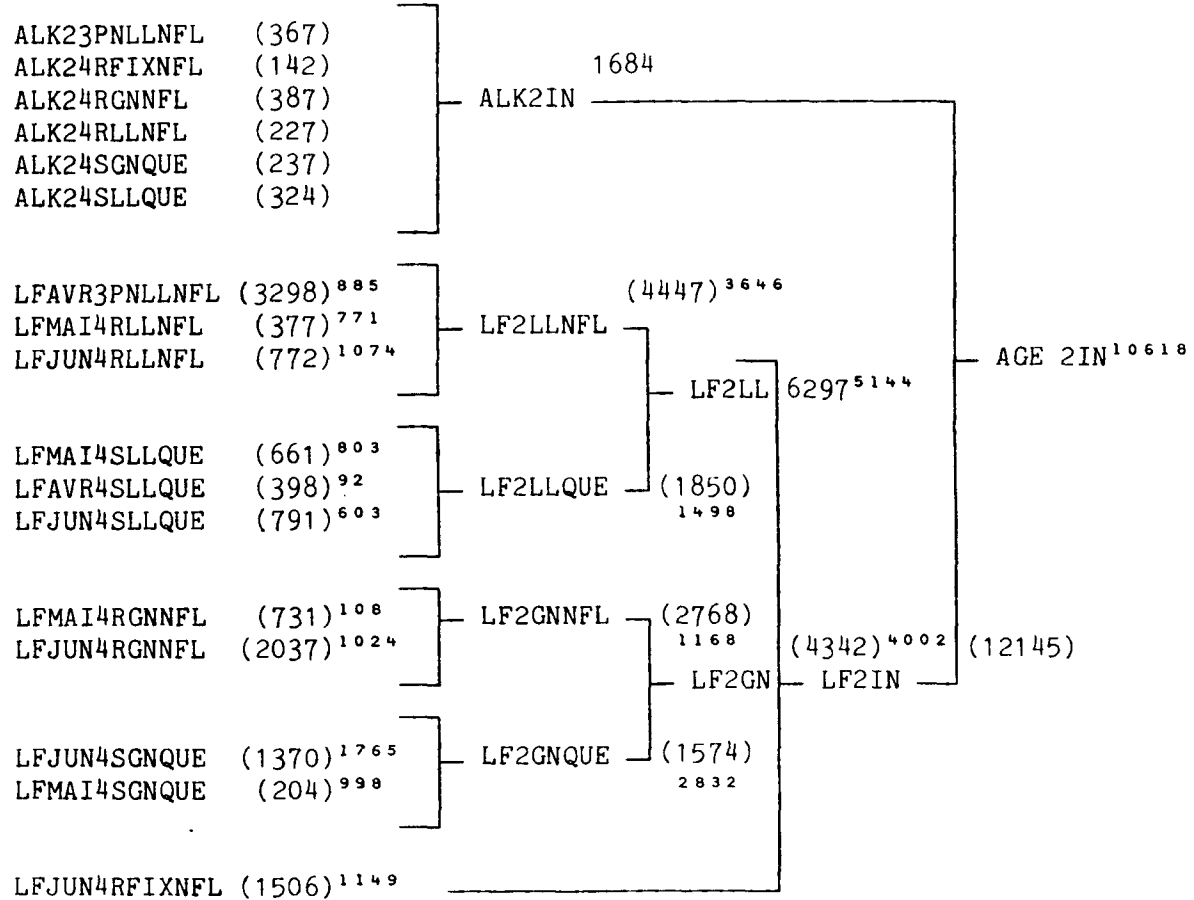 ALK23PNLLNFL (367)
ALK24RFIXNFL (142)
1684
ALK24RGNNFL (387)
ALK2IN
ALK24RLLNFL (227)
ALK24SGNQUE (237)
ALK24SLLQUE (324)
LFAVR3PNLLNFL (3298)⁸⁸⁵
(4447)³⁶⁴⁶
LFMAI4RLLNFL (377)⁷⁷¹
LF2LLNFL
LFJUN4RLLNFL (772)¹⁰⁷⁴
AGE 2IN¹⁰⁶¹⁸
LF2LL 6297⁵¹⁴⁴
LFMAI4SLLQUE (661)⁸⁰³
LFAVR4SLLQUE (398)⁹²
LF2LLQUE (1850)
LFJUN4SLLQUE (791)⁶⁰³
1498
LFMAI4RGNNFL (731)¹⁰⁸
LF2GNNFL (2768)
1168
LFJUN4RGNNFL (2037)¹⁰²⁴
(4342)⁴⁰⁰² (12145)
LF2GN LF2IN
LFJUN4SGNQUE (1370)¹⁷⁶⁵
LF2GNQUE (1574)
LFMAI4SGNQUE (204)⁹⁹⁸
2832
LFJUN4RFIXNFL (1506)¹¹⁴⁹